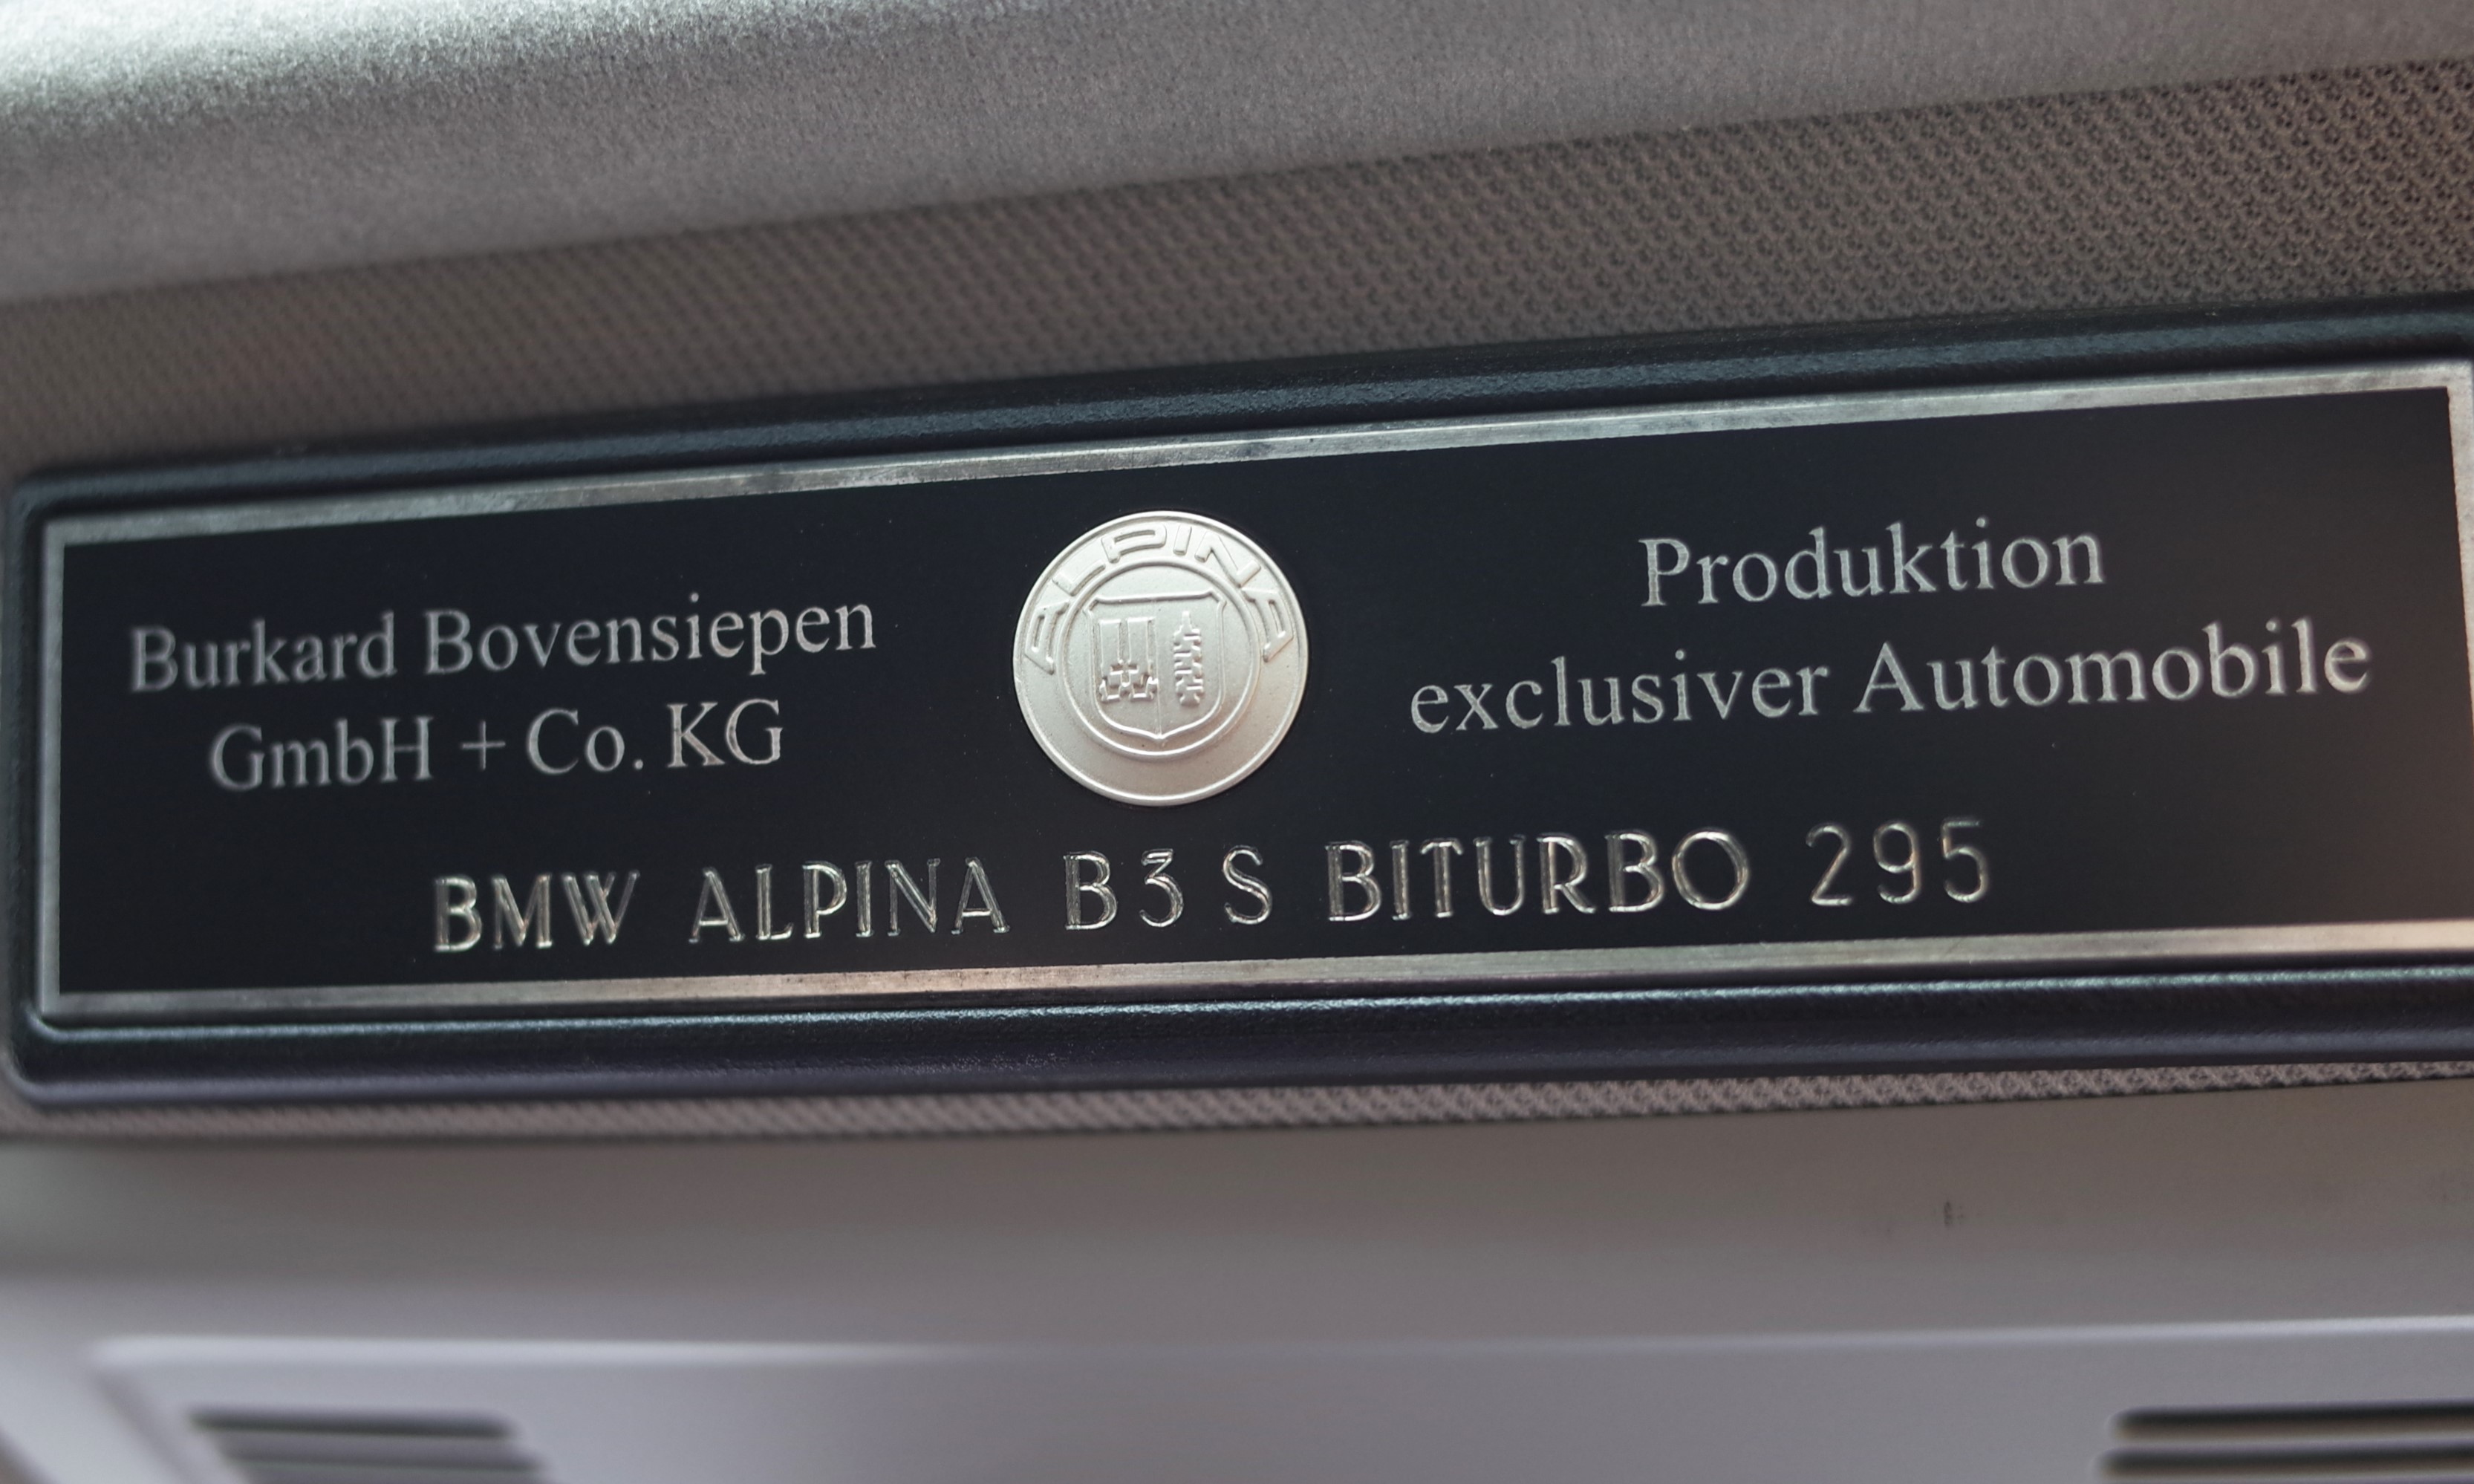 Burkard Bovensiepen
GmbH + Co. KG
ALPINA
Produktion
exclusiver Automobile
BMW ALPINA B3 S BITURBO 295